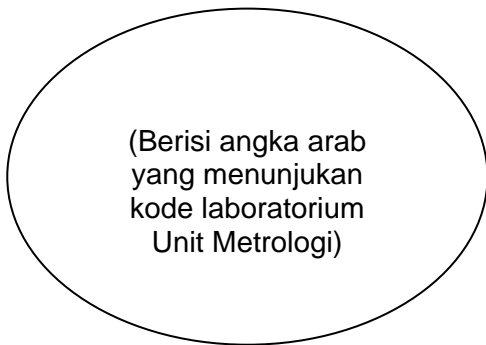 (Berisi angka arab
yang menunjukan
kode laboratorium
Unit Metrologi)